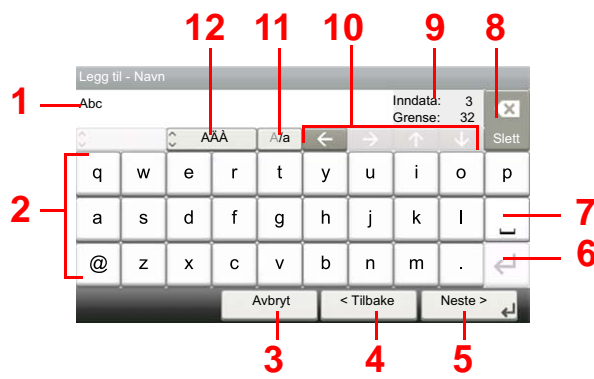 12 11 10 9 8
Legg til - Navn
1 Abc Inndata: 3
Grense: 32
AÄÀ A/a ← → ↑ ↓ Slett
q w e r t y u i o p
2 a s d f g h j k l 7
@ z x c v b n m . 6
Avbryt < Tilbake Neste >
3 4 5